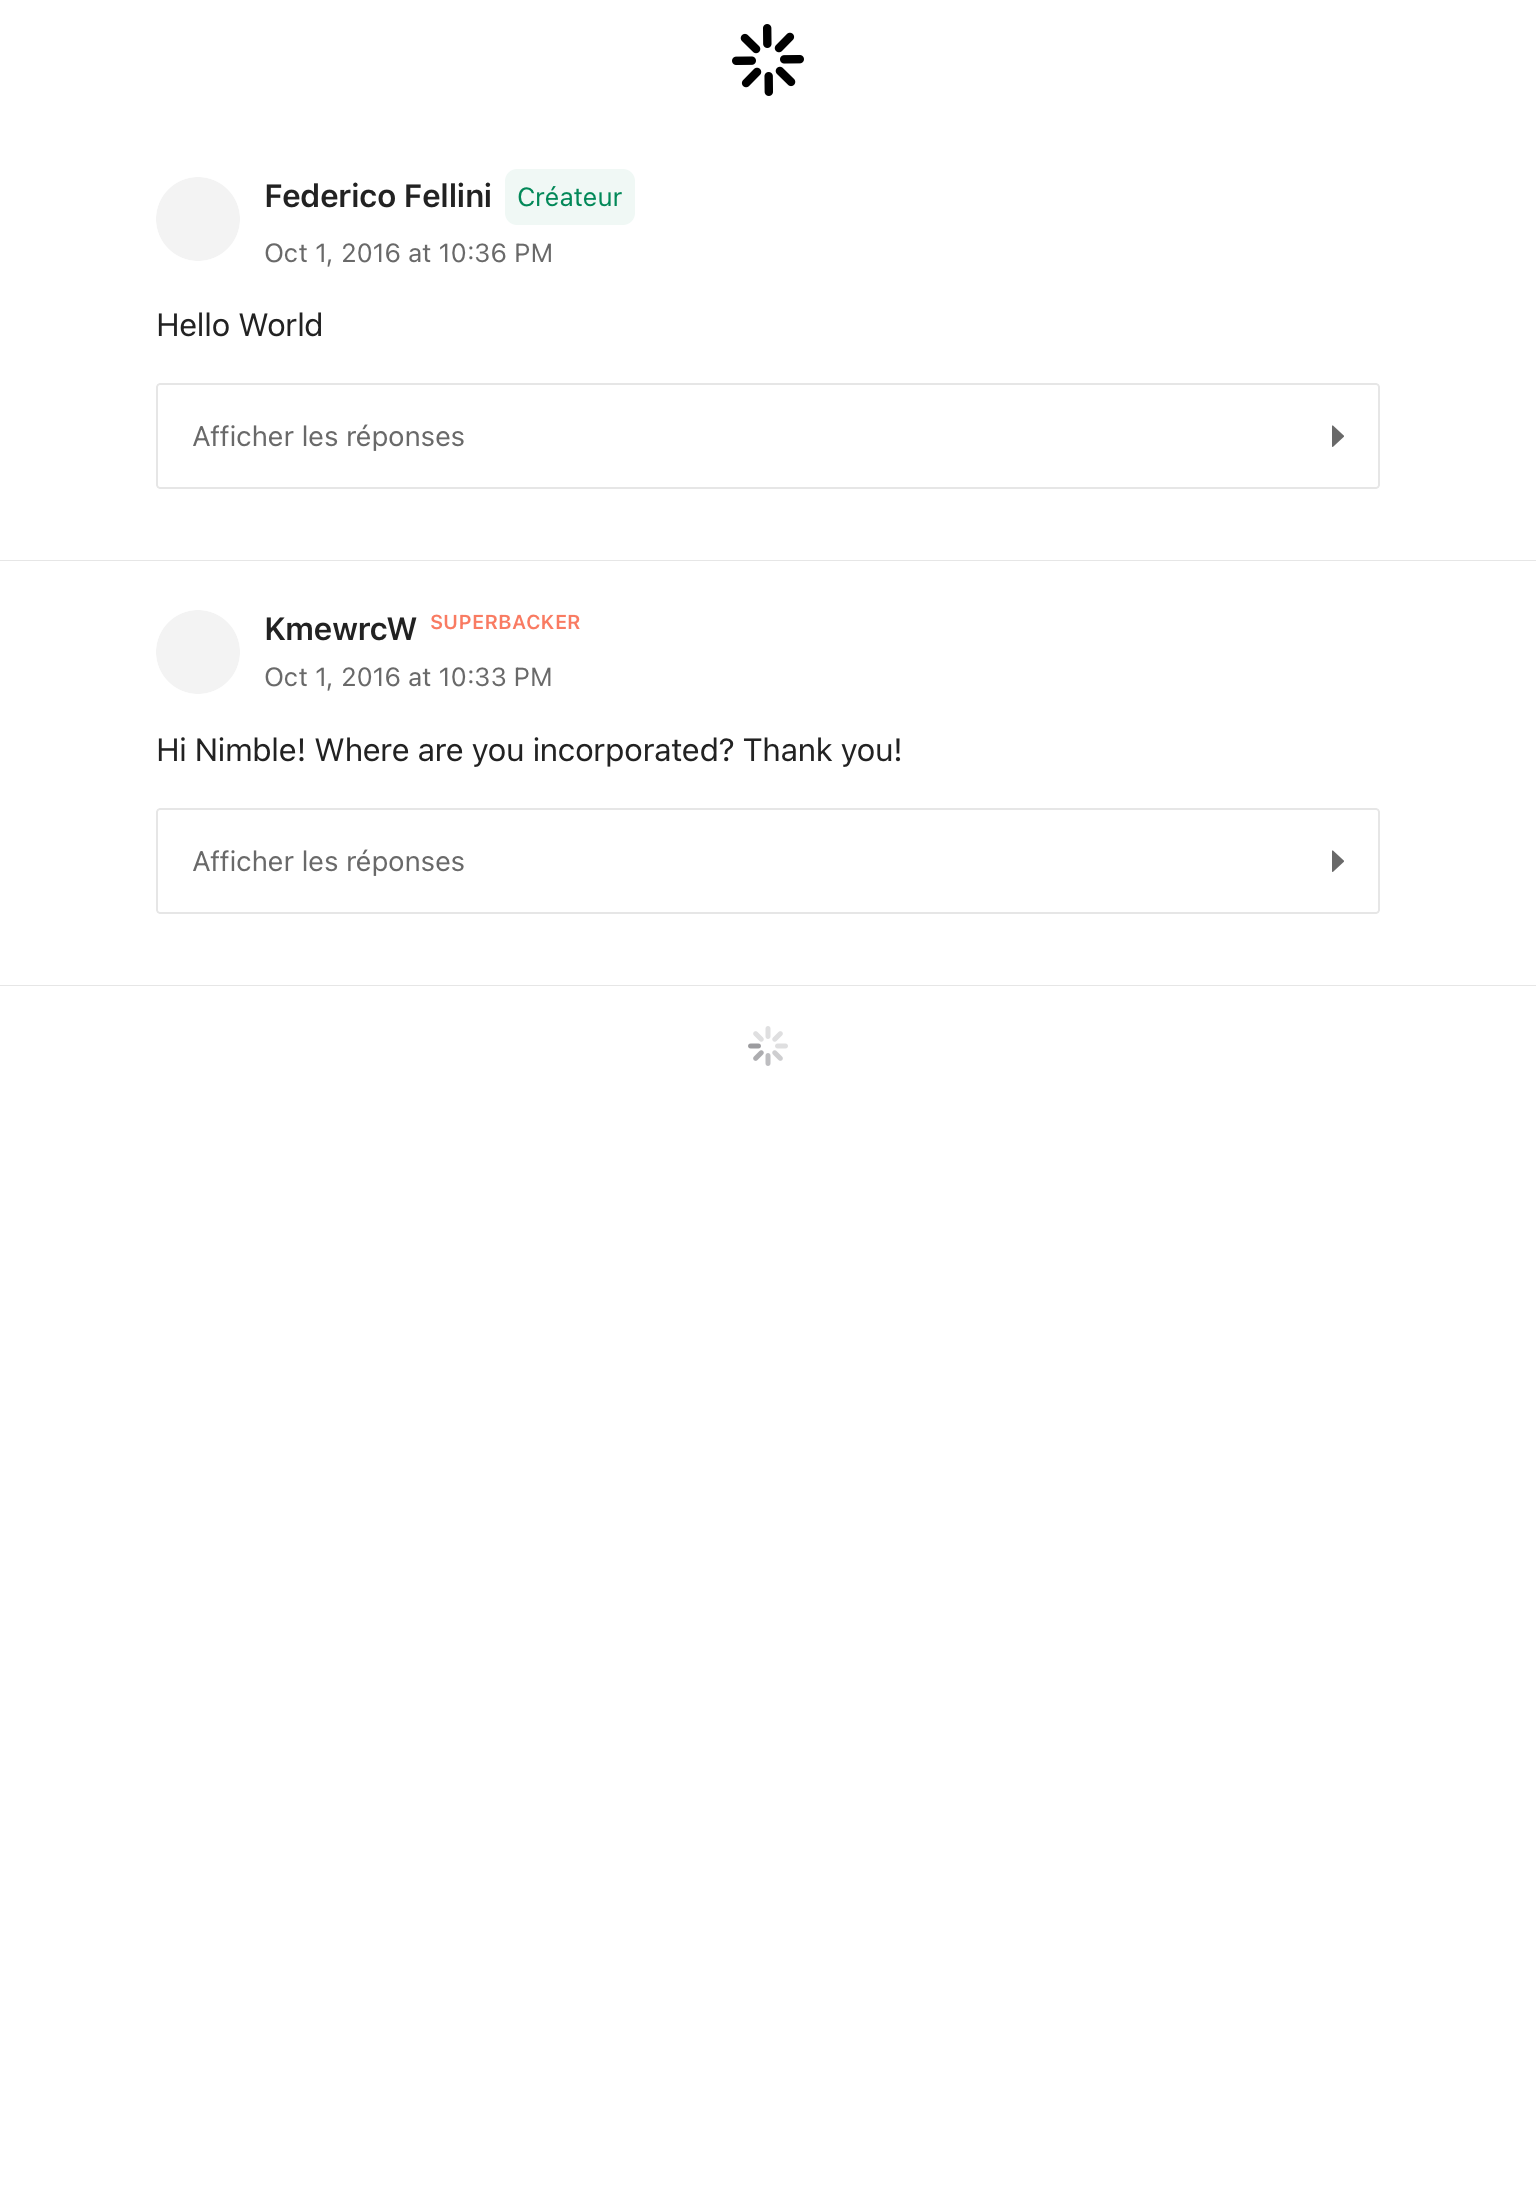 Federico Fellini Créateur
Oct 1, 2016 at 10:36 PM
Hello World
Afficher les réponses
KmewrcW SUPERBACKER
Oct 1, 2016 at 10:33 PM
Hi Nimble! Where are you incorporated? Thank you!
Afficher les réponses